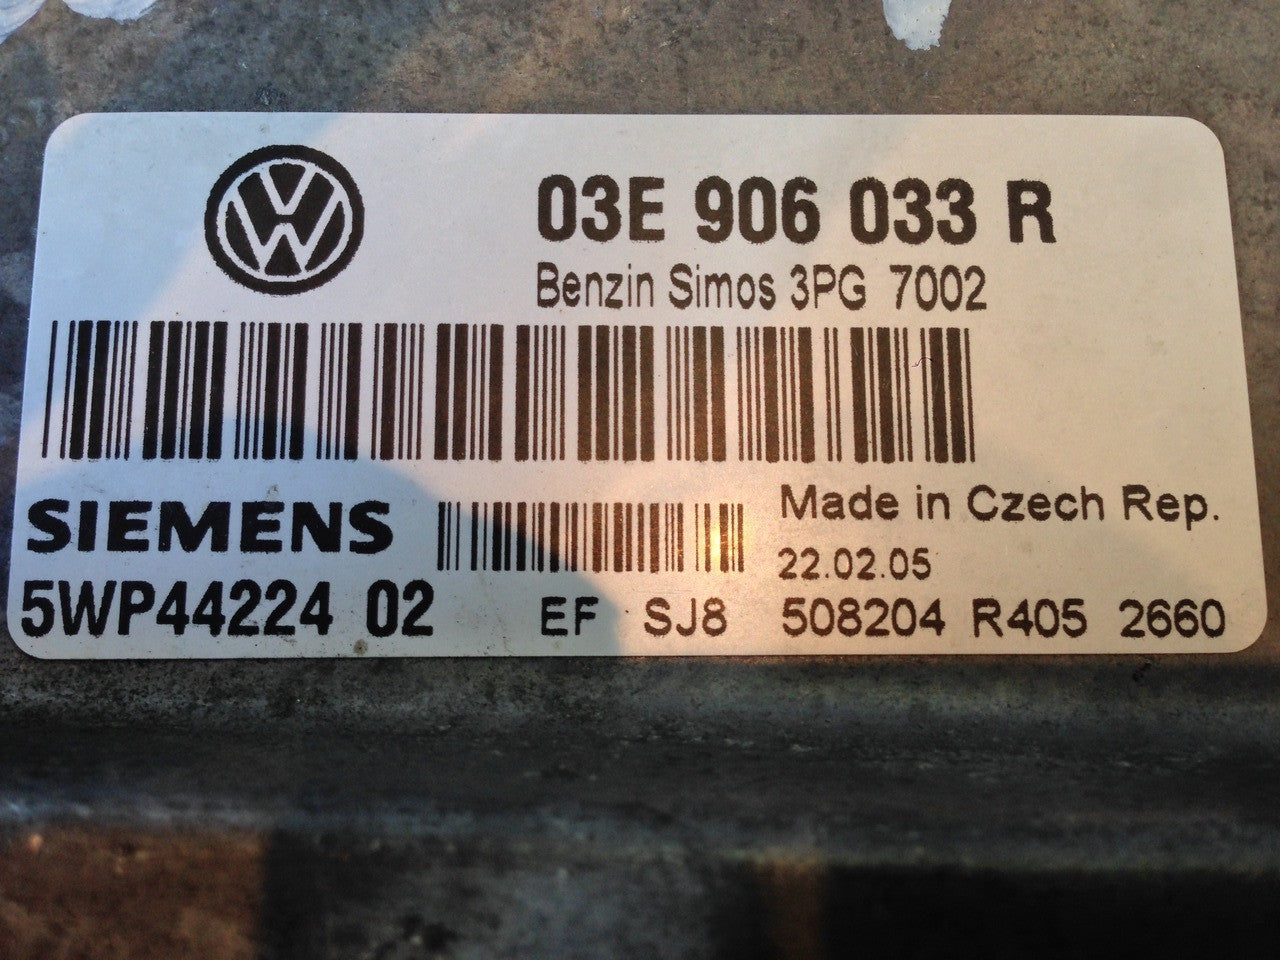 03E 906 033 R
Benzin Simos 3PG 7002
SIEMENS
Made in Czech Rep.
22.02.05
5WP44224 02
EF SJ8 508204 R405 2660